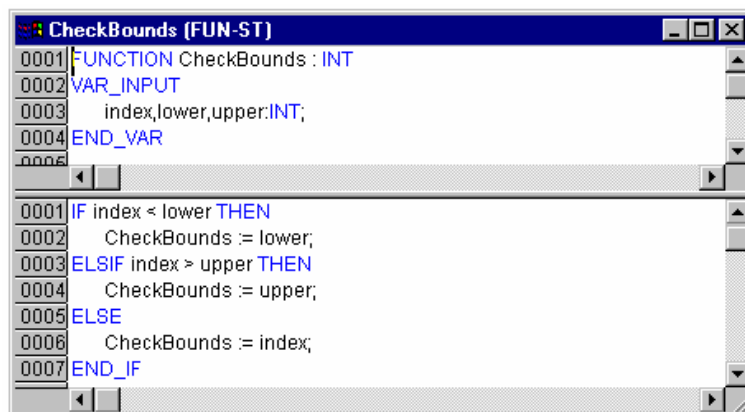 CheckBounds (FUN-ST)
0001 FUNCTION CheckBounds : INT
0002 VAR_INPUT
0003 index,lower,upper:INT;
0004 END_VAR
0005
0001 IF index < lower THEN
0002 CheckBounds := lower;
0003 ELSIF index > upper THEN
0004 CheckBounds := upper;
0005 ELSE
0006 CheckBounds := index;
0007 END_IF